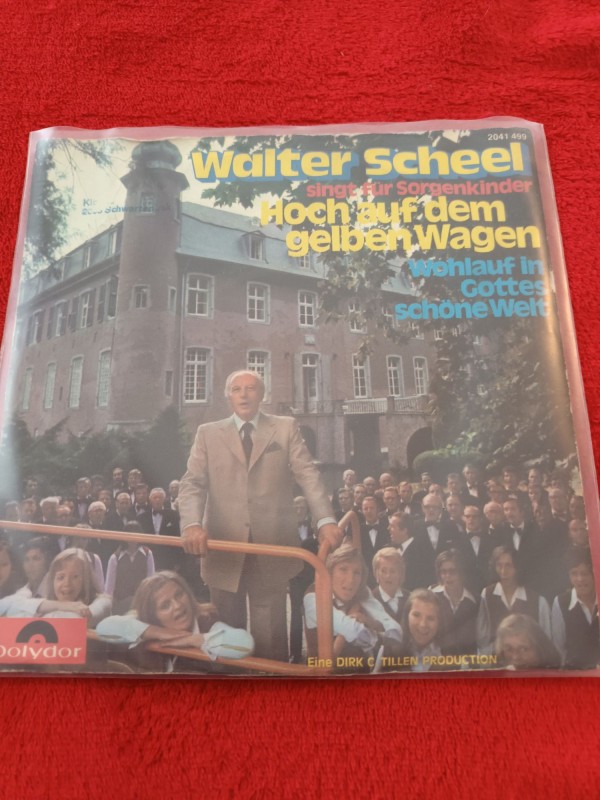 2041 499
Walter Scheel
singt für Sorgenkinder
Hoch auf dem
gelben Wagen
Wohlauf in
Gottes
schöne Welt
polydor
Eine DIRK C TILLEN PRODUCTION